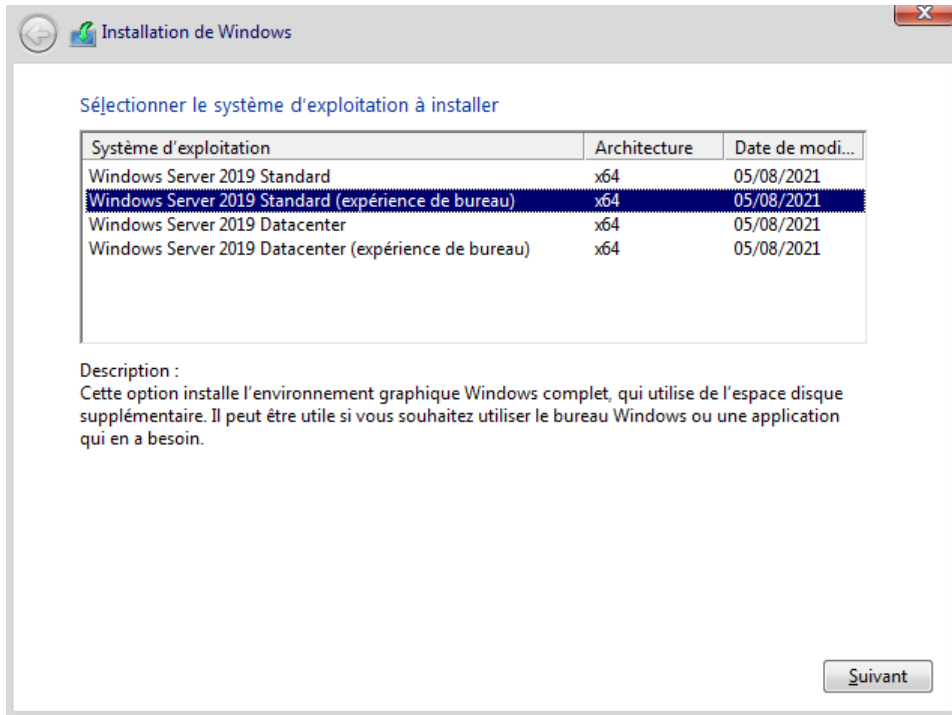 Installation de Windows
Sélectionner le système d'exploitation à installer
Système d'exploitation Architecture Date de modi...
Windows Server 2019 Standard x64 05/08/2021
Windows Server 2019 Standard (expérience de bureau) x64 05/08/2021
Windows Server 2019 Datacenter x64 05/08/2021
Windows Server 2019 Datacenter (expérience de bureau) x64 05/08/2021
Description :
Cette option installe l'environnement graphique Windows complet, qui utilise de l'espace disque
supplémentaire. Il peut être utile si vous souhaitez utiliser le bureau Windows ou une application
qui en a besoin.
Suivant